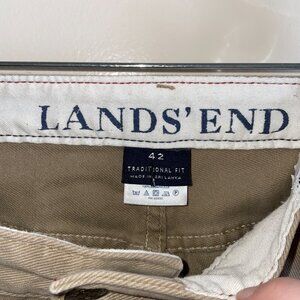 LANDS' END
42
TRADITIONAL FIT
MADE IN SRI LANKA